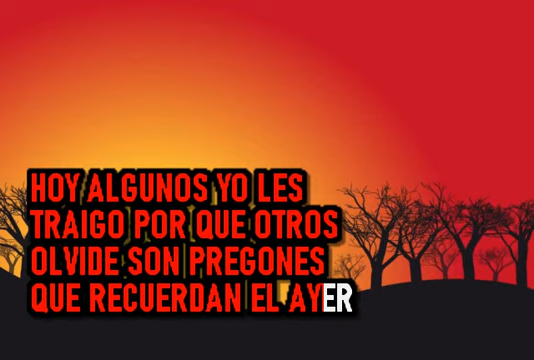 HOY ALGUNOS YO LES
TRAIGO POR QUE OTROS
OLVIDE SON PREGONES
QUE RECUERDAN EL AYER